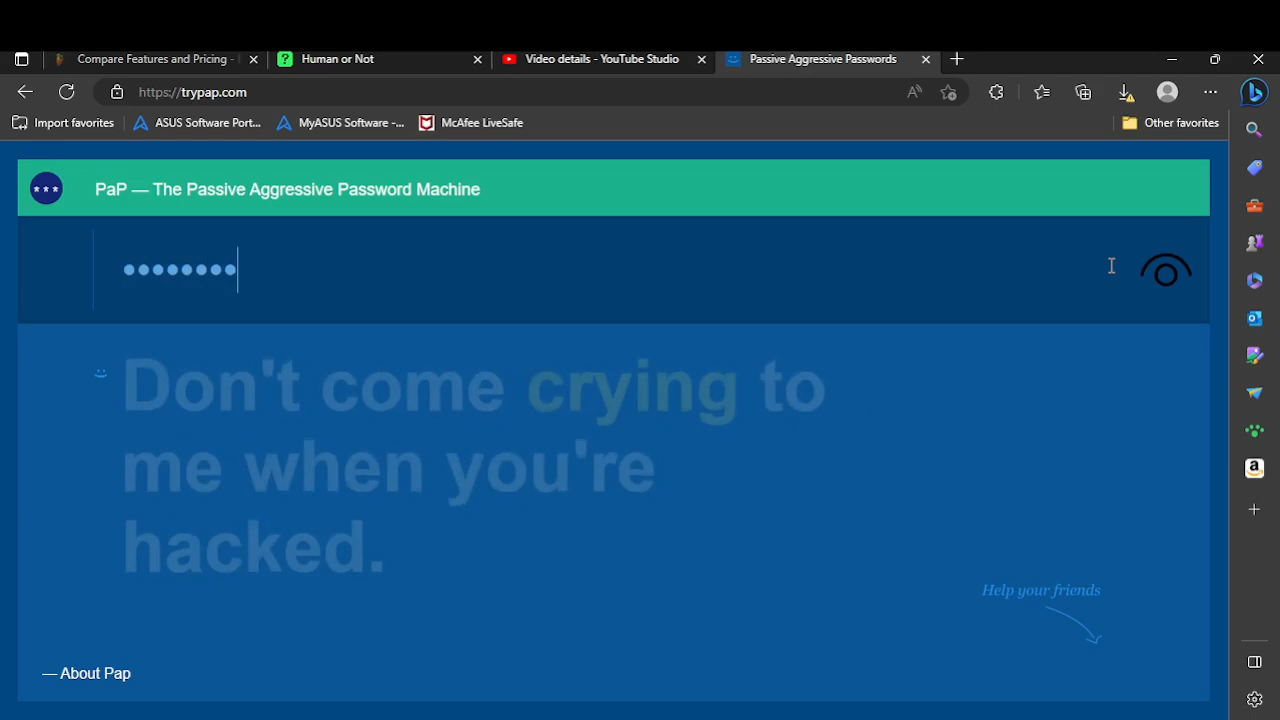 Compare Features and Pricing -
Human or Not
Video details - YouTube Studio
Passive Aggressive Passwords
https://trypap.com
Import favorites
ASUS Software Port...
MyASUS Software -...
McAfee LiveSafe
Other favorites
***
PaP — The Passive Aggressive Password Machine
••••••••
Don't come crying to
me when you're
hacked.
Help your friends
— About Pap